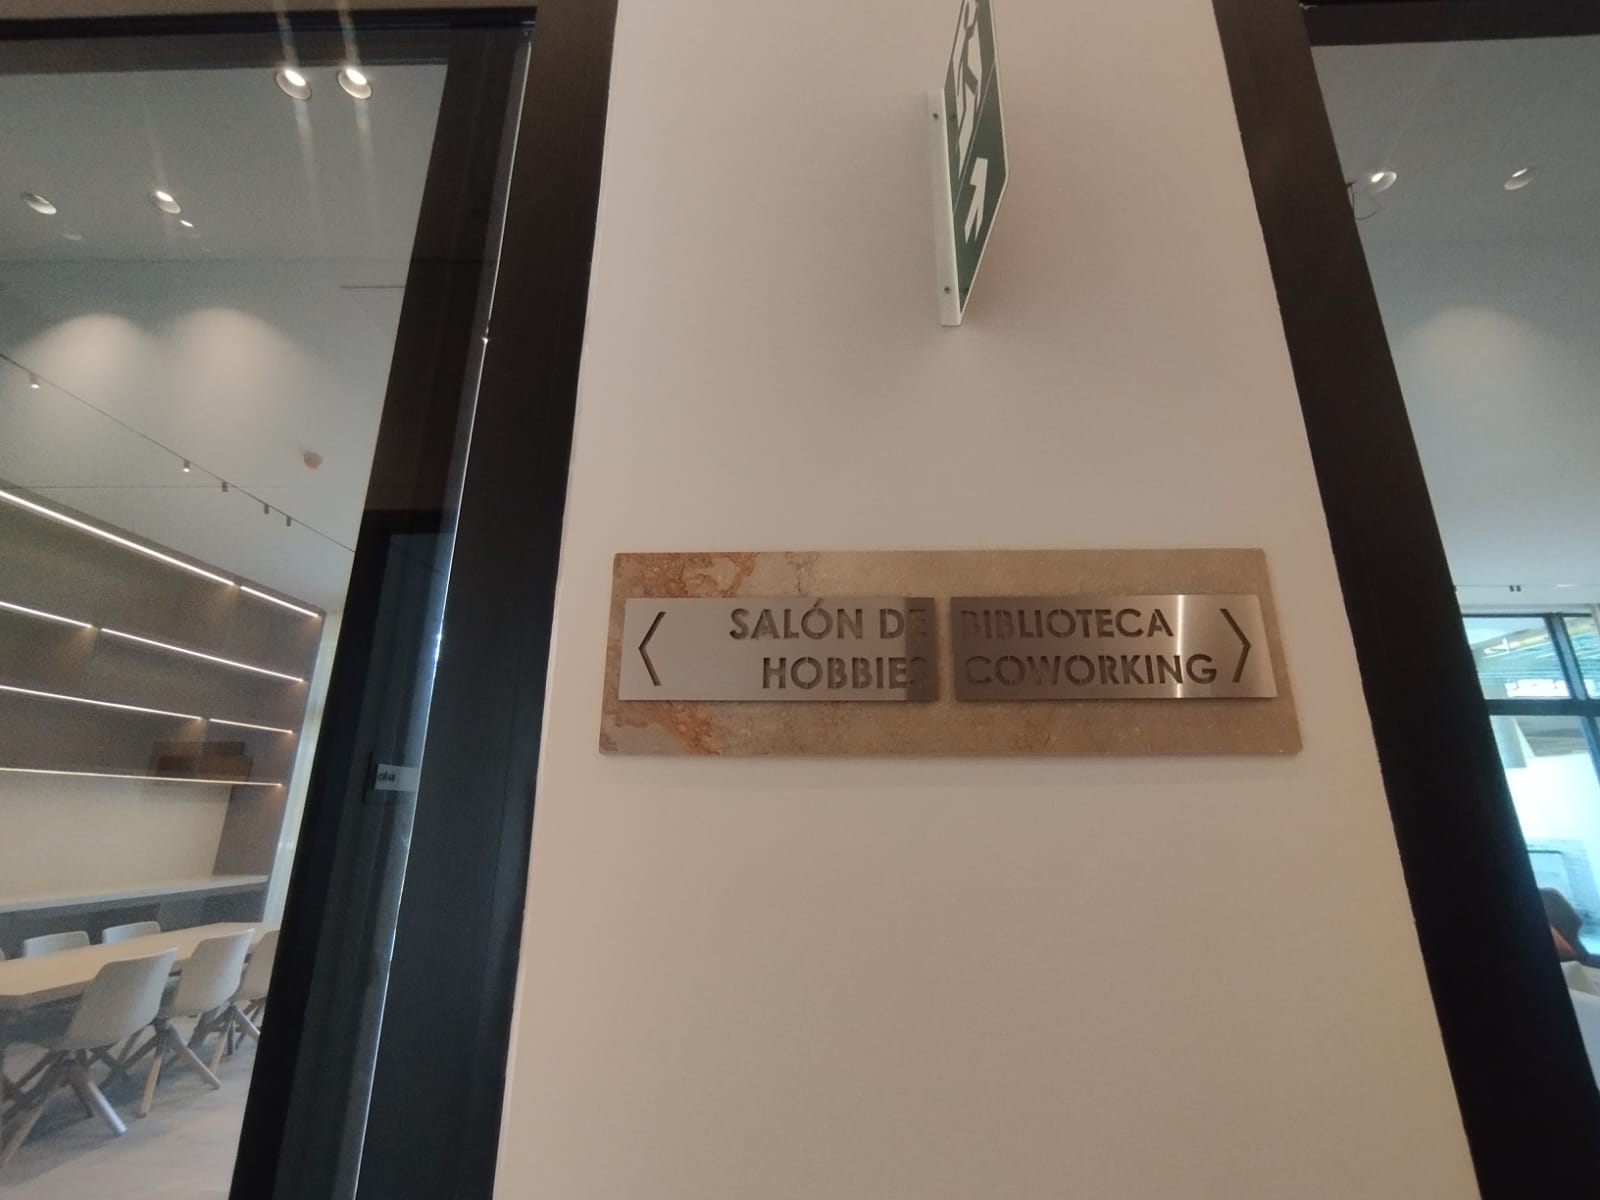 SALÓN DE
HOBBIES
BIBLIOTECA
COWORKING